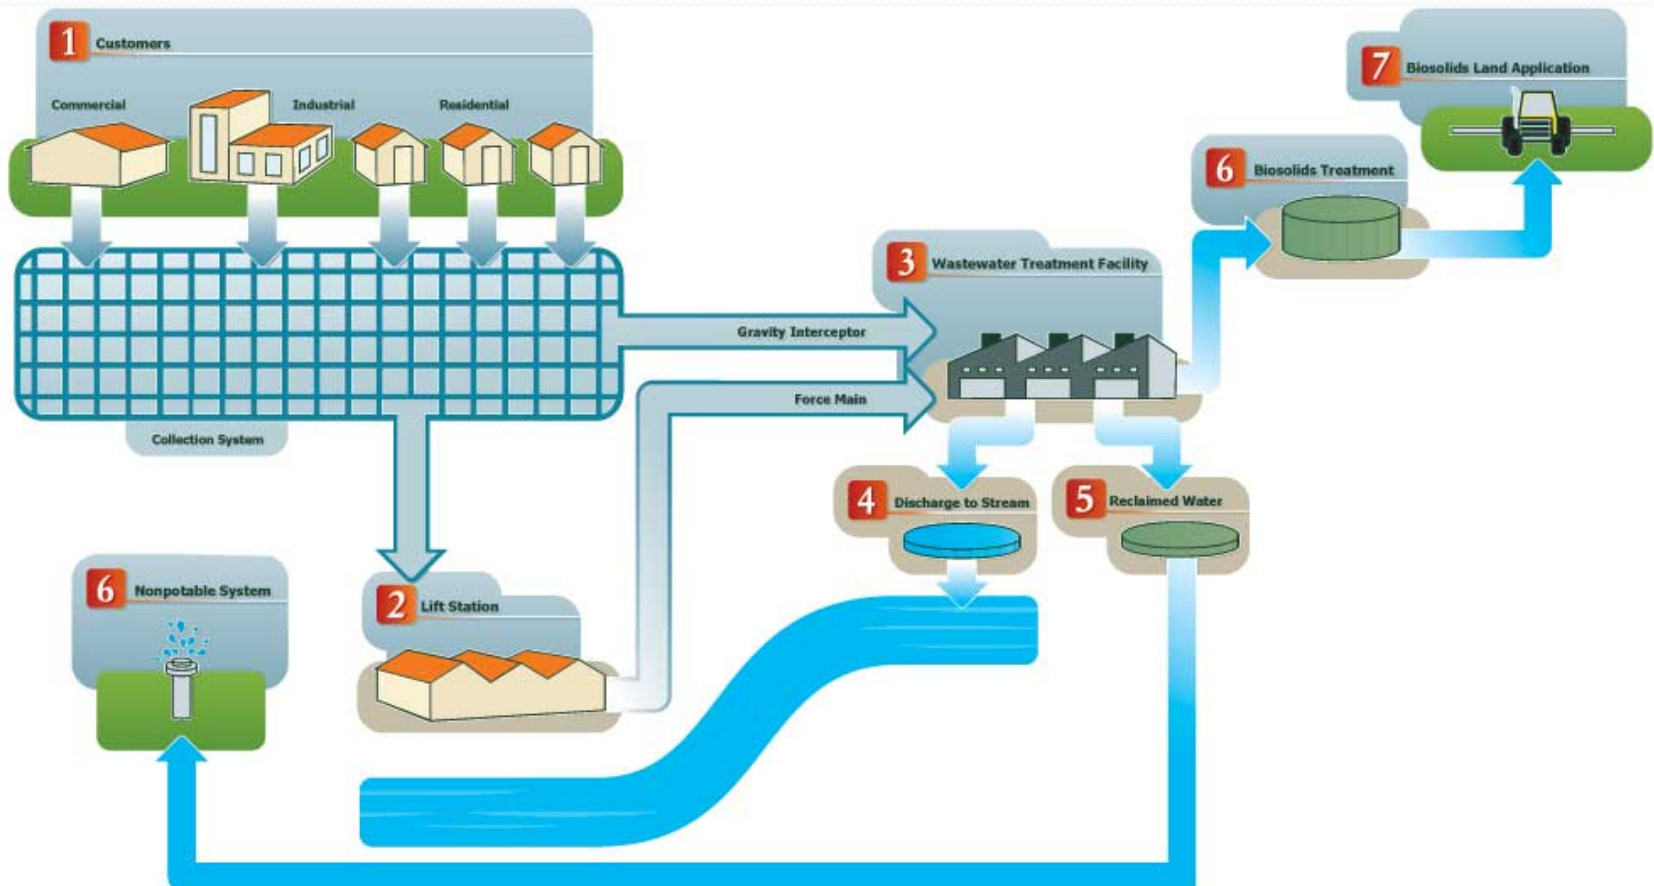 1 Customers
Commercial
Industrial
Residential
Collection System
Gravity Interceptor
Force Main
2 Lift Station
3 Wastewater Treatment Facility
4 Discharge to Stream
5 Reclaimed Water
6 Nonpotable System
6 Biosolids Treatment
7 Biosolids Land Application